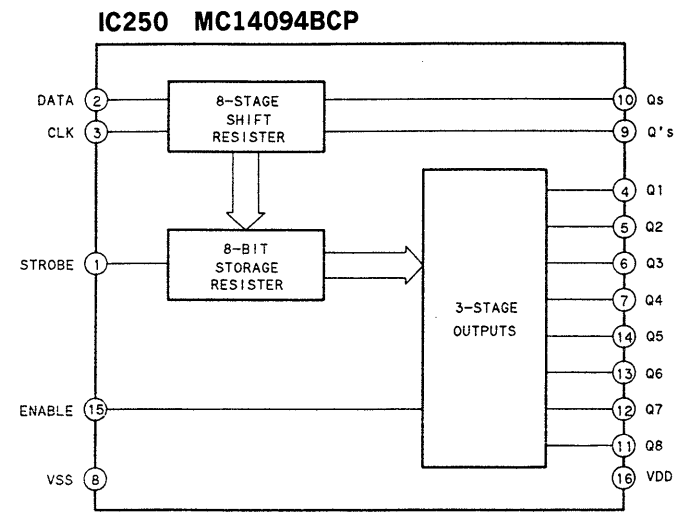 IC250 MC14094BCP
DATA 2
8-STAGE
SHIFT
RESISTER
10 Qs
CLK 3
9 Q's
4 Q1
5 Q2
STROBE 1
8-BIT
STORAGE
RESISTER
6 Q3
7 Q4
3-STAGE
OUTPUTS
14 Q5
13 Q6
ENABLE 15
12 Q7
11 Q8
VSS 8
16 VDD